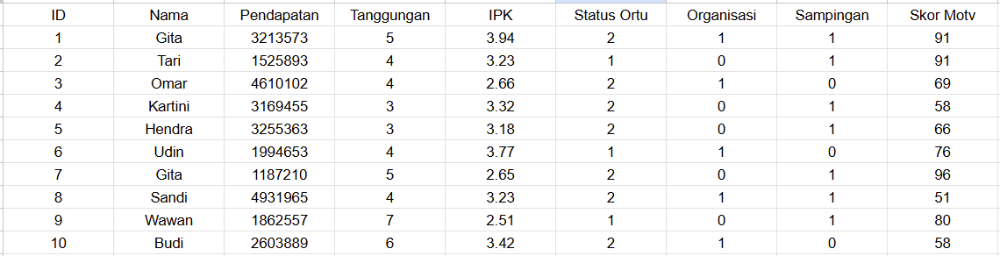 ID Nama Pendapatan Tanggungan IPK Status Ortu Organisasi Sampingan Skor Motv
1 Gita 3213573 5 3.94 2 1 1 91
2 Tari 1525893 4 3.23 1 0 1 91
3 Omar 4610102 4 2.66 2 1 0 69
4 Kartini 3169455 3 3.32 2 0 1 58
5 Hendra 3255363 3 3.18 2 0 1 66
6 Udin 1994653 4 3.77 1 1 0 76
7 Gita 1187210 5 2.65 2 0 1 96
8 Sandi 4931965 4 3.23 2 1 1 51
9 Wawan 1862557 7 2.51 1 0 1 80
10 Budi 2603889 6 3.42 2 1 0 58